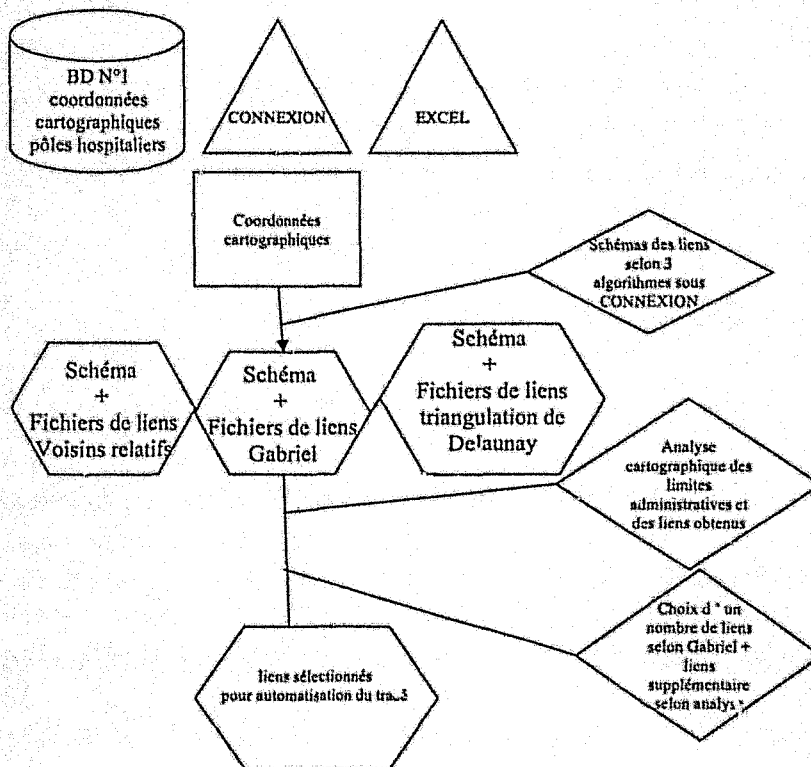 BD N°1
coordonnées
cartographiques
pôles hospitaliers
CONNEXION
EXCEL
Coordonnées
cartographiques
Schémas des liens
selon 3
algorithmes sous
CONNEXION
Schéma
+
Fichiers de liens
Voisins relatifs
Schéma
+
Fichiers de liens
Gabriel
Schéma
+
Fichiers de liens
triangulation de
Delaunay
Analyse
cartographique des
limites
administratives et
des liens obtenus
Choix d ' un
nombre de liens
selon Gabriel +
liens
supplémentaire
selon
liens sélectionnés
pour automatisation du